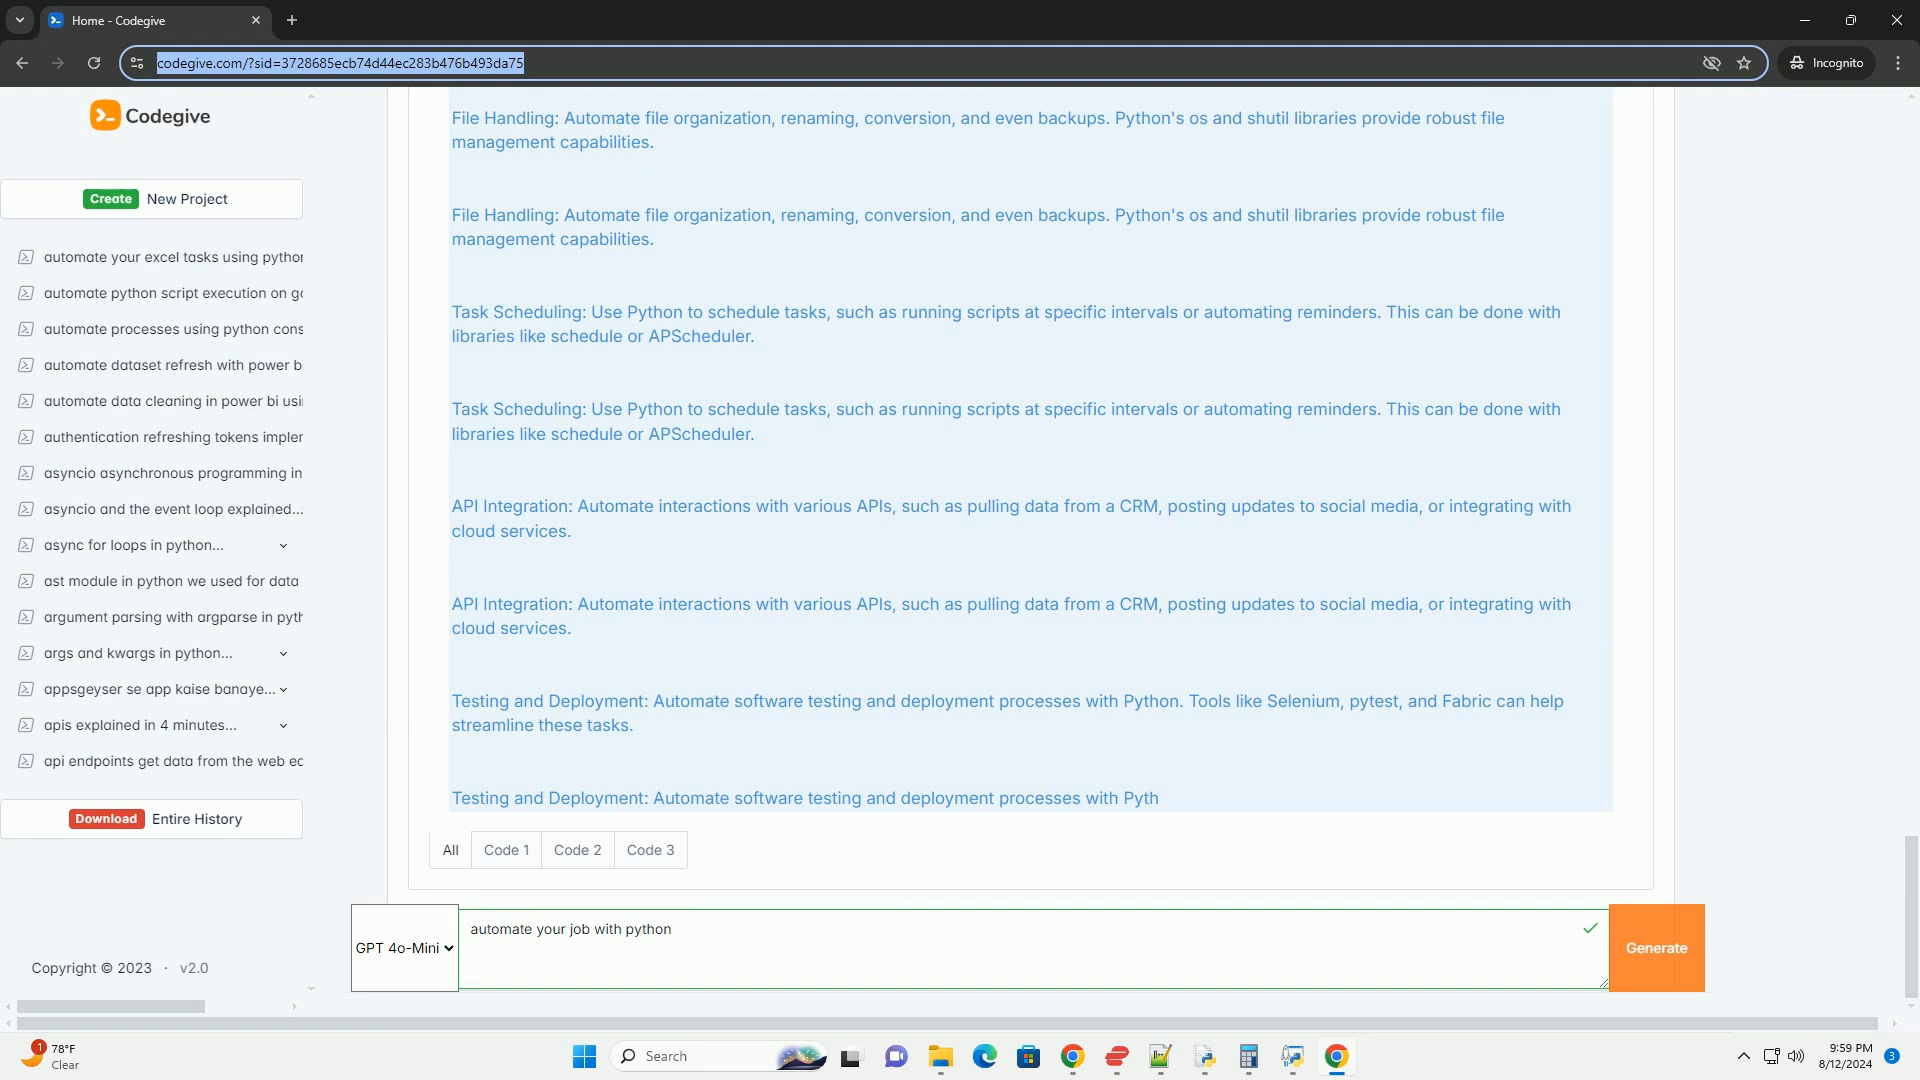 Home - Codegive
codegive.com/?sid=3728685ecb74d44ec283b476b493da75
Incognito
Codegive
Create New Project
automate your excel tasks using python
automate python script execution on go
automate processes using python cons
automate dataset refresh with power b
automate data cleaning in power bi usi
authentication refreshing tokens impler
asyncio asynchronous programming in
asyncio and the event loop explained...
async for loops in python...
ast module in python we used for data
argument parsing with argparse in pyth
args and kwargs in python...
appsgeyser se app kaise banaye...
apis explained in 4 minutes...
api endpoints get data from the web ec
Download Entire History
Copyright © 2023 · v2.0
File Handling: Automate file organization, renaming, conversion, and even backups. Python's os and shutil libraries provide robust file
management capabilities.
File Handling: Automate file organization, renaming, conversion, and even backups. Python's os and shutil libraries provide robust file
management capabilities.
Task Scheduling: Use Python to schedule tasks, such as running scripts at specific intervals or automating reminders. This can be done with
libraries like schedule or APScheduler.
Task Scheduling: Use Python to schedule tasks, such as running scripts at specific intervals or automating reminders. This can be done with
libraries like schedule or APScheduler.
API Integration: Automate interactions with various APIs, such as pulling data from a CRM, posting updates to social media, or integrating with
cloud services.
API Integration: Automate interactions with various APIs, such as pulling data from a CRM, posting updates to social media, or integrating with
cloud services.
Testing and Deployment: Automate software testing and deployment processes with Python. Tools like Selenium, pytest, and Fabric can help
streamline these tasks.
Testing and Deployment: Automate software testing and deployment processes with Pyth
All Code 1 Code 2 Code 3
GPT 4o-Mini
automate your job with python
Generate
1
78°F
Clear
Search
9:59 PM
8/12/2024
3